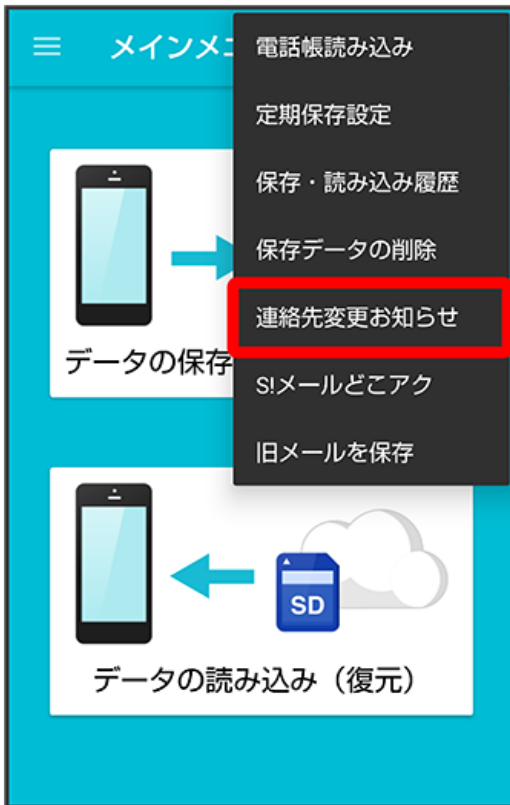 メインメニ
電話帳読み込み
定期保存設定
保存・読み込み履歴
保存データの削除
連絡先変更お知らせ
S!メールどこアク
旧メールを保存
データの保存
SD
データの読み込み（復元）